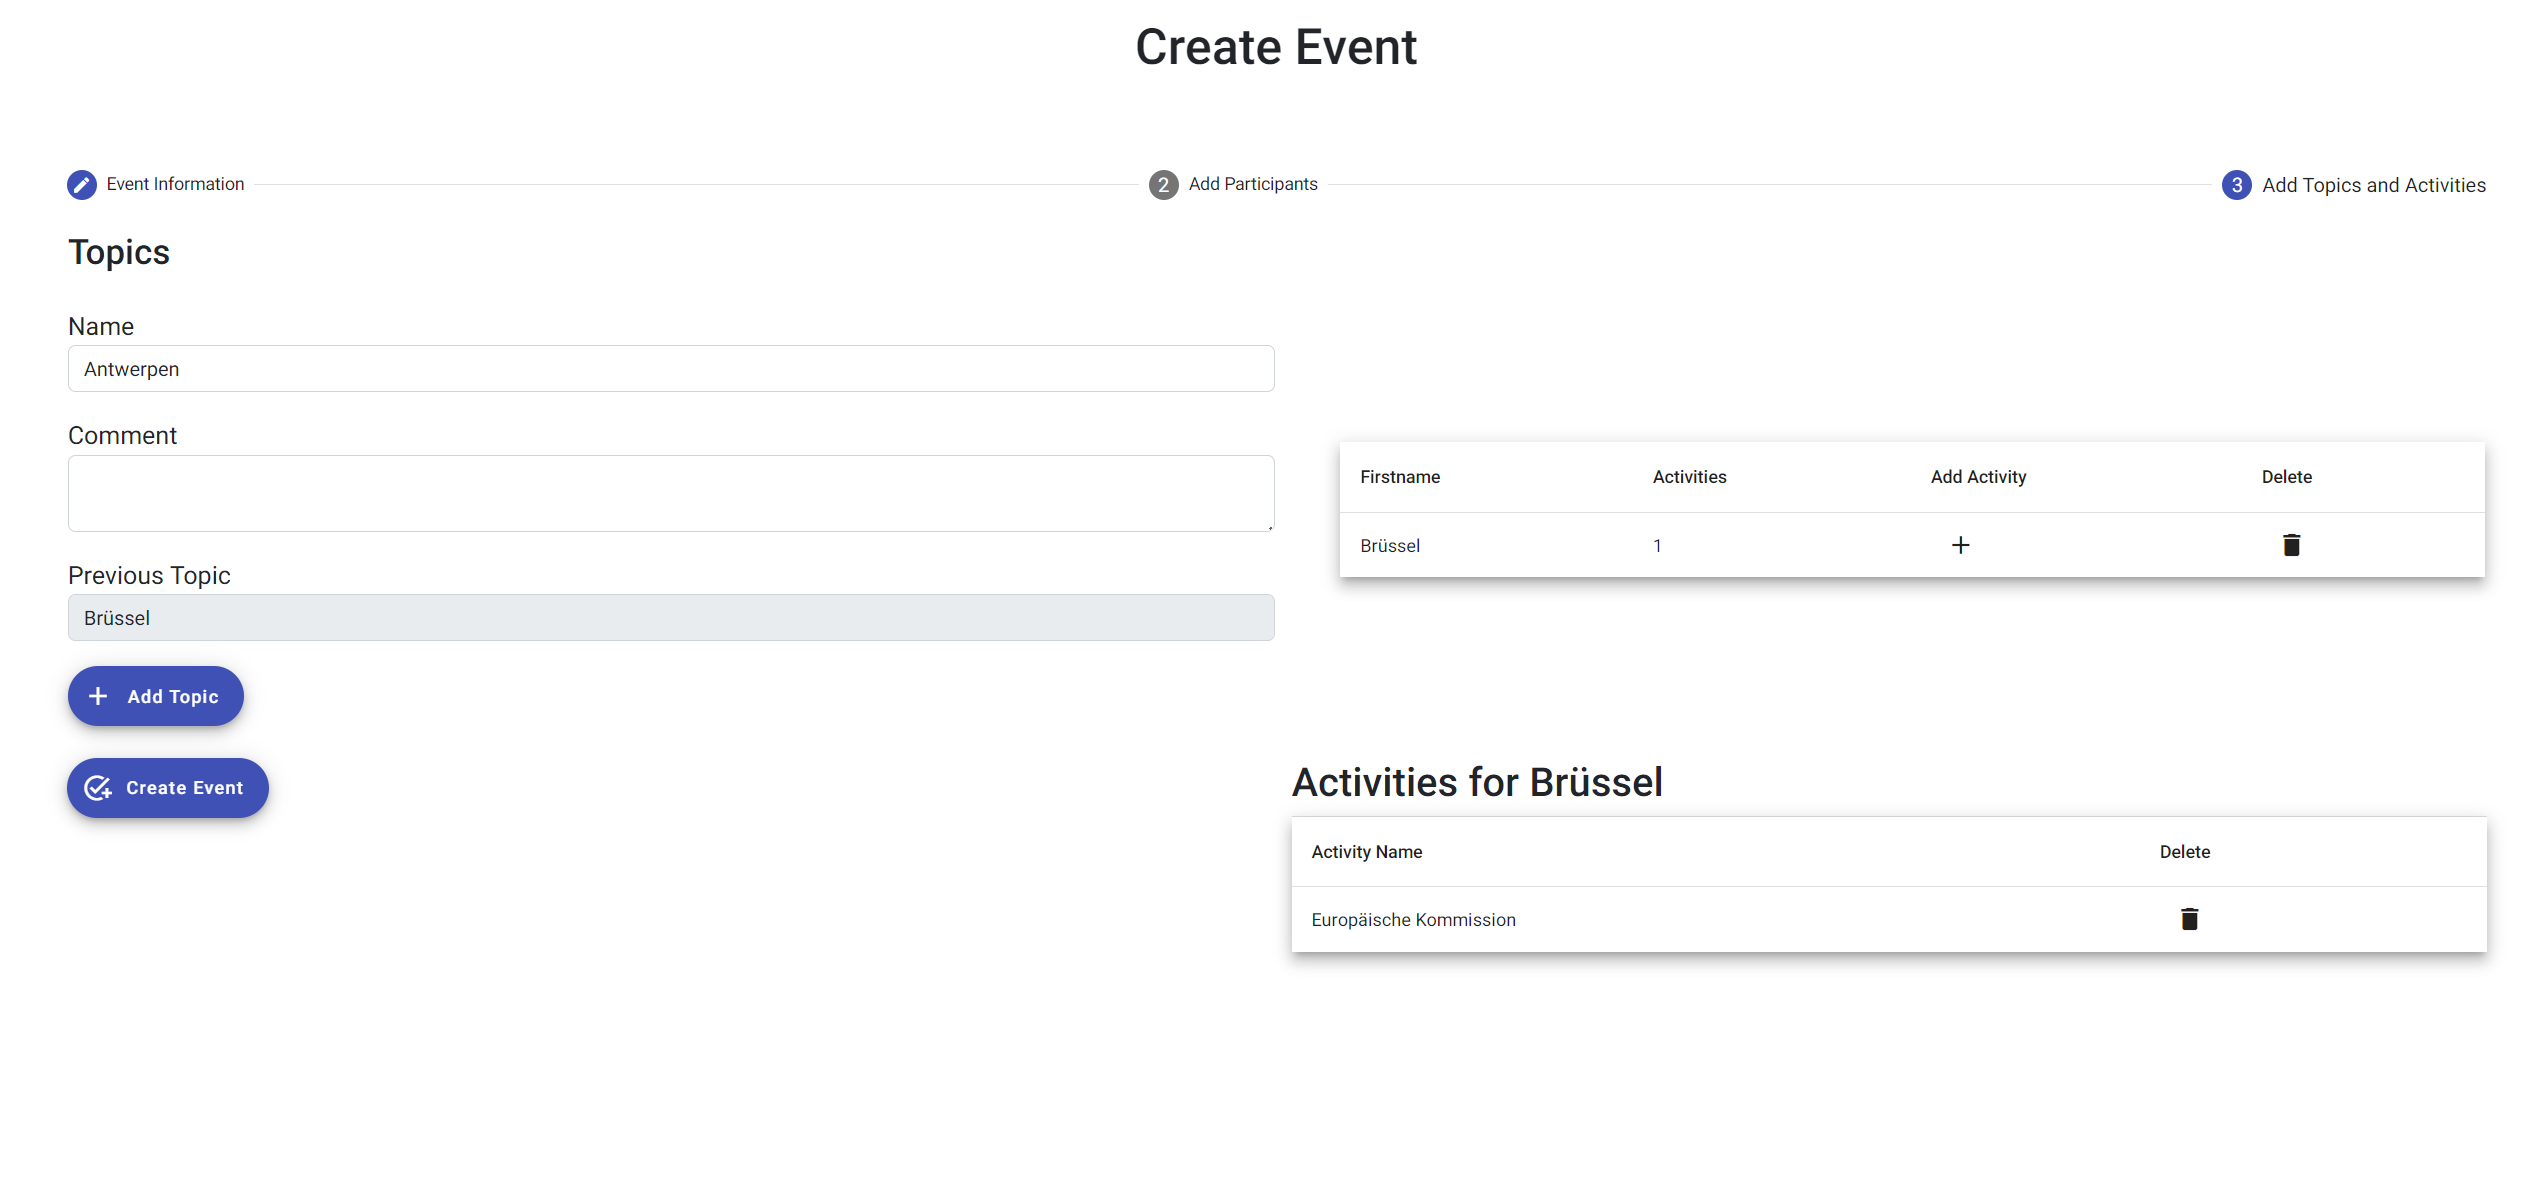 Create Event
Event Information
2 Add Participants
3 Add Topics and Activities
Topics
Name
Antwerpen
Comment
Previous Topic
Brüssel
Add Topic
Create Event
Firstname Activities Add Activity Delete
Brüssel 1
Activities for Brüssel
Activity Name Delete
Europäische Kommission